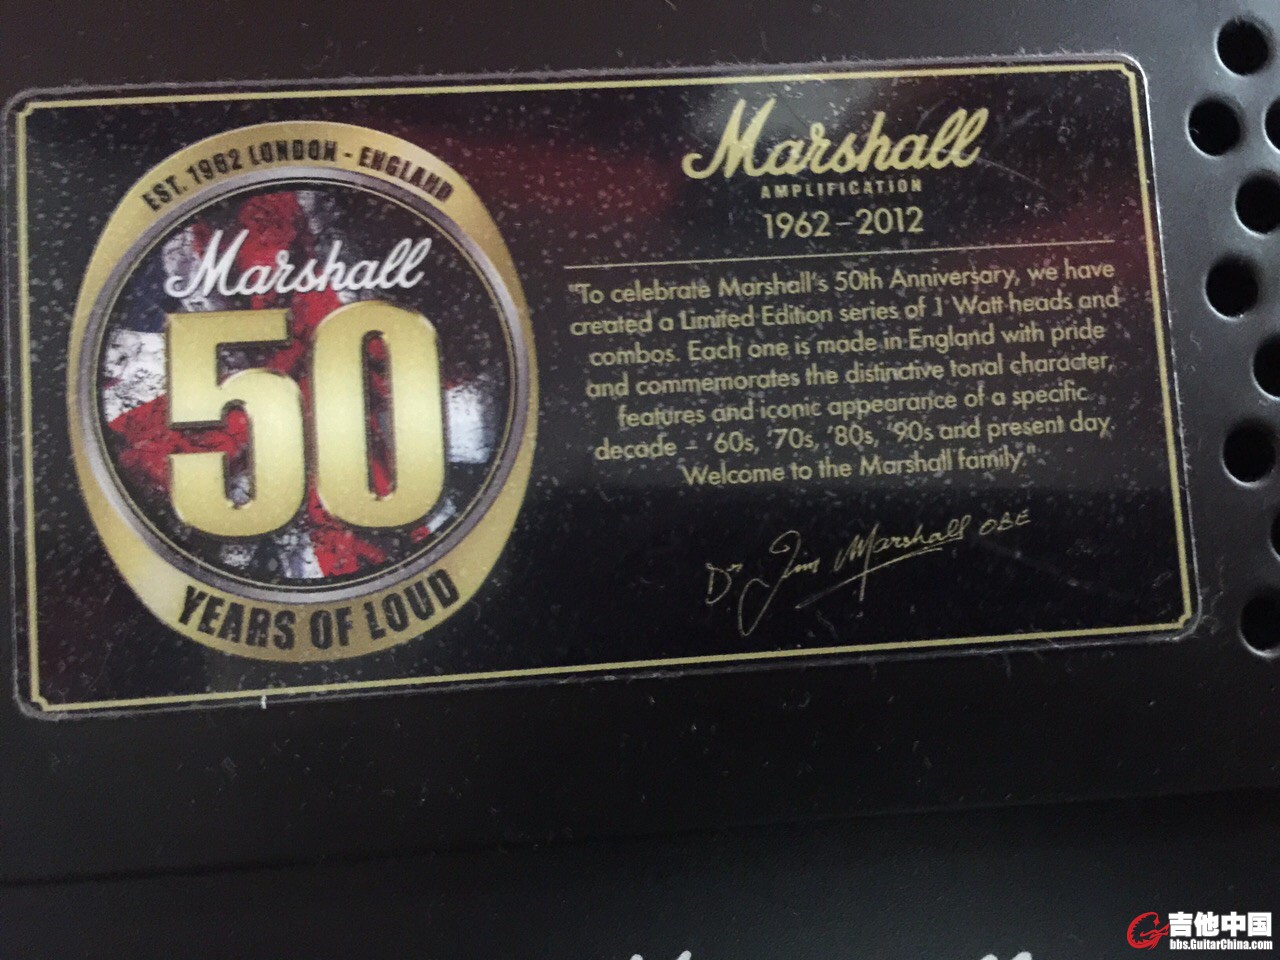 EST. 1962 LONDON - ENGLAND
Marshall
50
YEARS OF LOUD
Marshall
AMPLIFICATION
1962 – 2012
"To celebrate Marshall's 50th Anniversary, we have
created a Limited Edition series of 1 Watt heads and
combos. Each one is made in England with pride
and commemorates the distinctive tonal character,
features and iconic appearance of a specific
decade – '60s, '70s, '80s, '90s and present day.
Welcome to the Marshall family."
Dr Jim Marshall OBE
吉他中国
bbs.GuitarChina.com